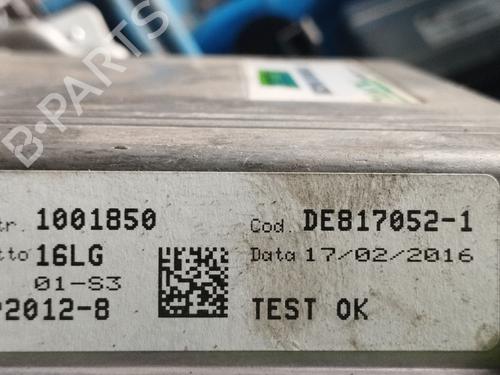 B-PARTS
tr. 1001850 Cod. DE817052-1
tto 16LG Data 17/02/2016
01-S3
P2012-8 TEST OK